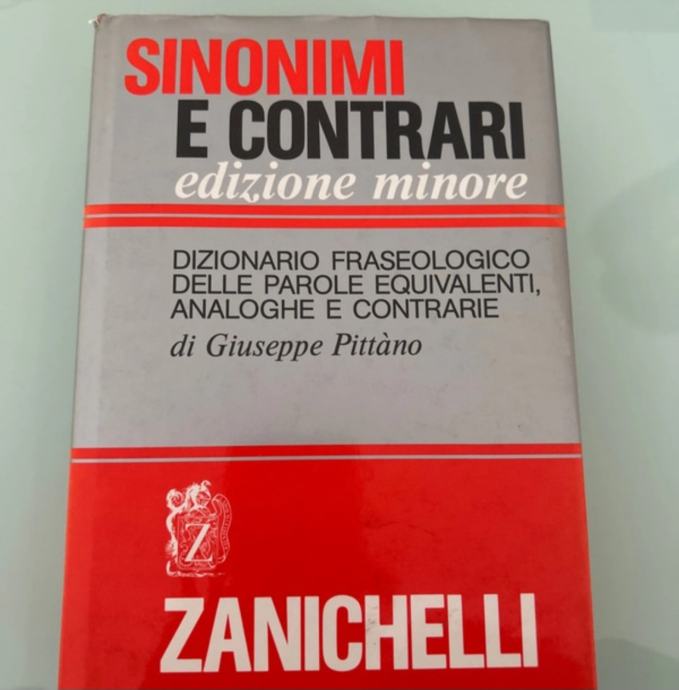 SINONIMI
E CONTRARI
edizione minore
DIZIONARIO FRASEOLOGICO
DELLE PAROLE EQUIVALENTI,
ANALOGHE E CONTRARIE
di Giuseppe Pittàno
Z
ZANICHELLI